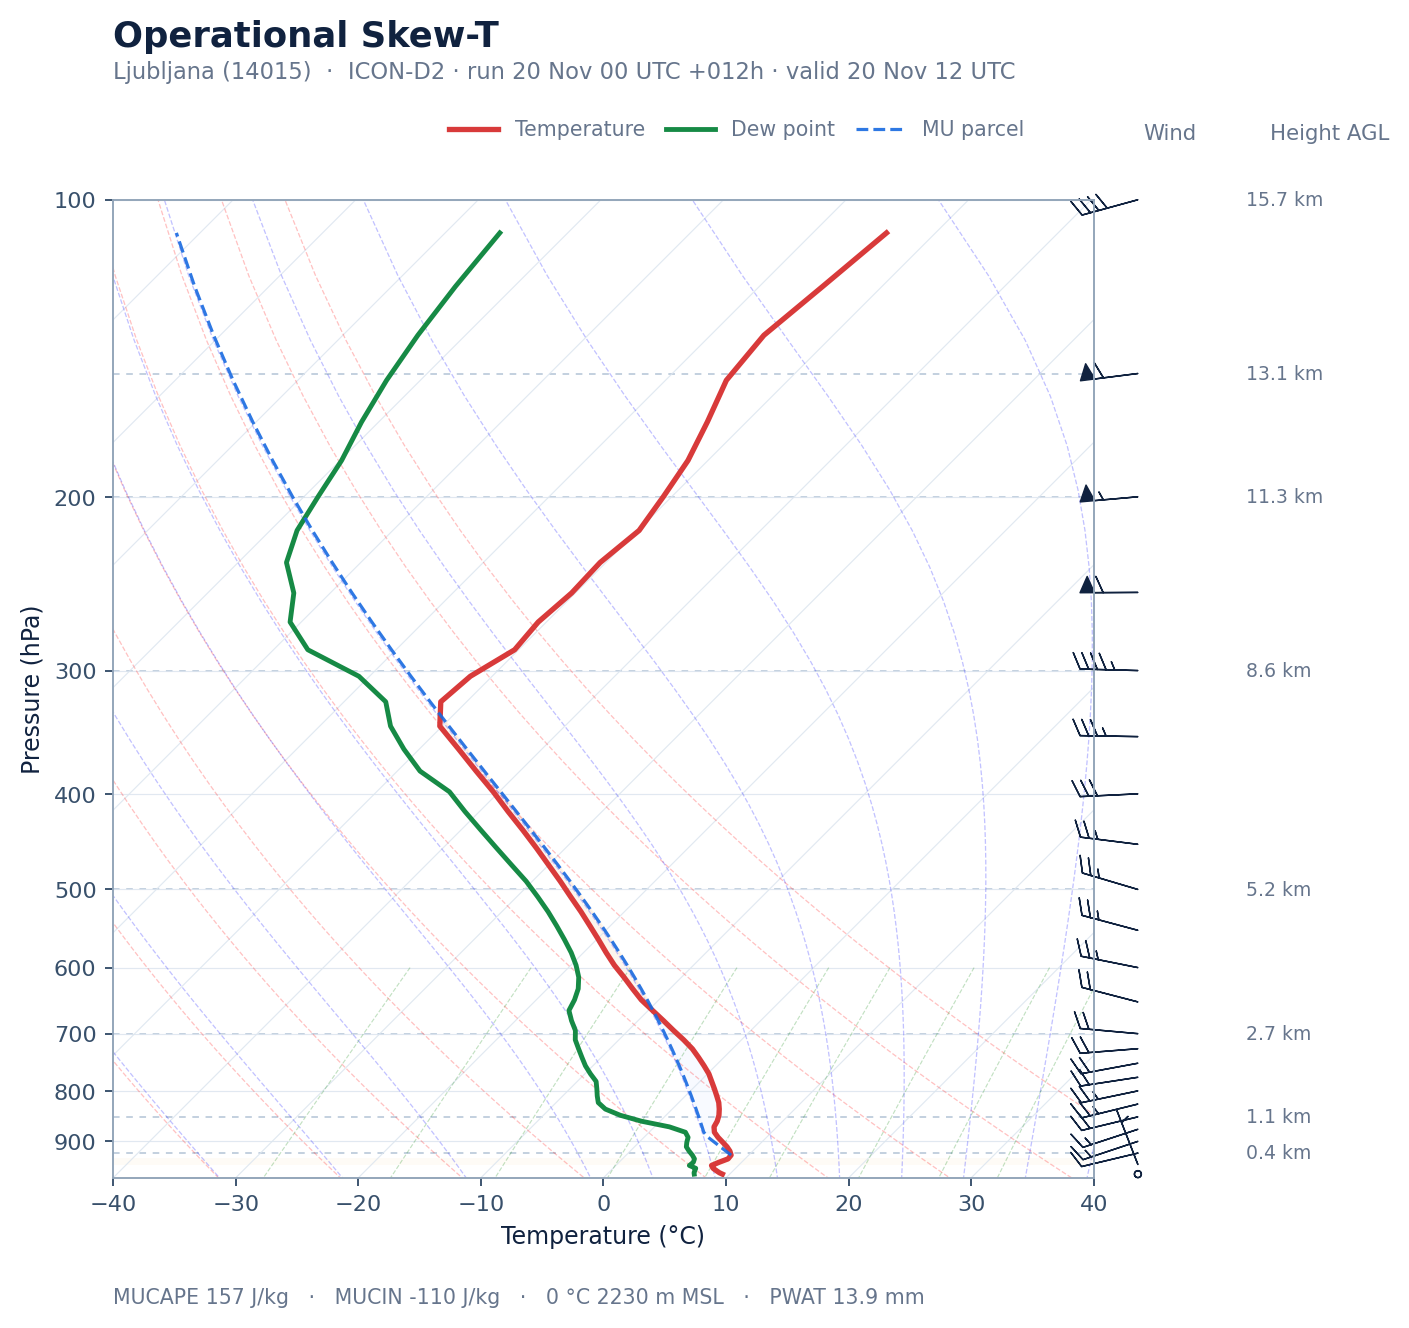 Operational Skew-T
Ljubljana (14015) · ICON-D2 · run 20 Nov 00 UTC +012h · valid 20 Nov 12 UTC
Temperature Dew point MU parcel Wind Height AGL
100 15.7 km
13.1 km
200 11.3 km
300 8.6 km
400
500 5.2 km
600
700 2.7 km
800
1.1 km
900
0.4 km
Pressure (hPa)
−40 −30 −20 −10 0 10 20 30 40
Temperature (°C)
MUCAPE 157 J/kg · MUCIN -110 J/kg · 0 °C 2230 m MSL · PWAT 13.9 mm